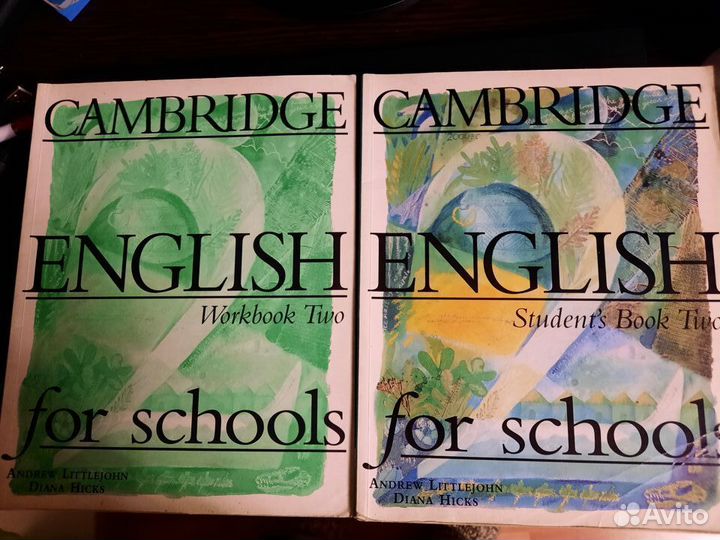 CAMBRIDGE
ENGLISH
Workbook Two
for schools
ANDREW LITTLEJOHN
DIANA HICKS
CAMBRIDGE
ENGLISH
Student's Book Two
for schools
ANDREW LITTLEJOHN
DIANA HICKS
Avito